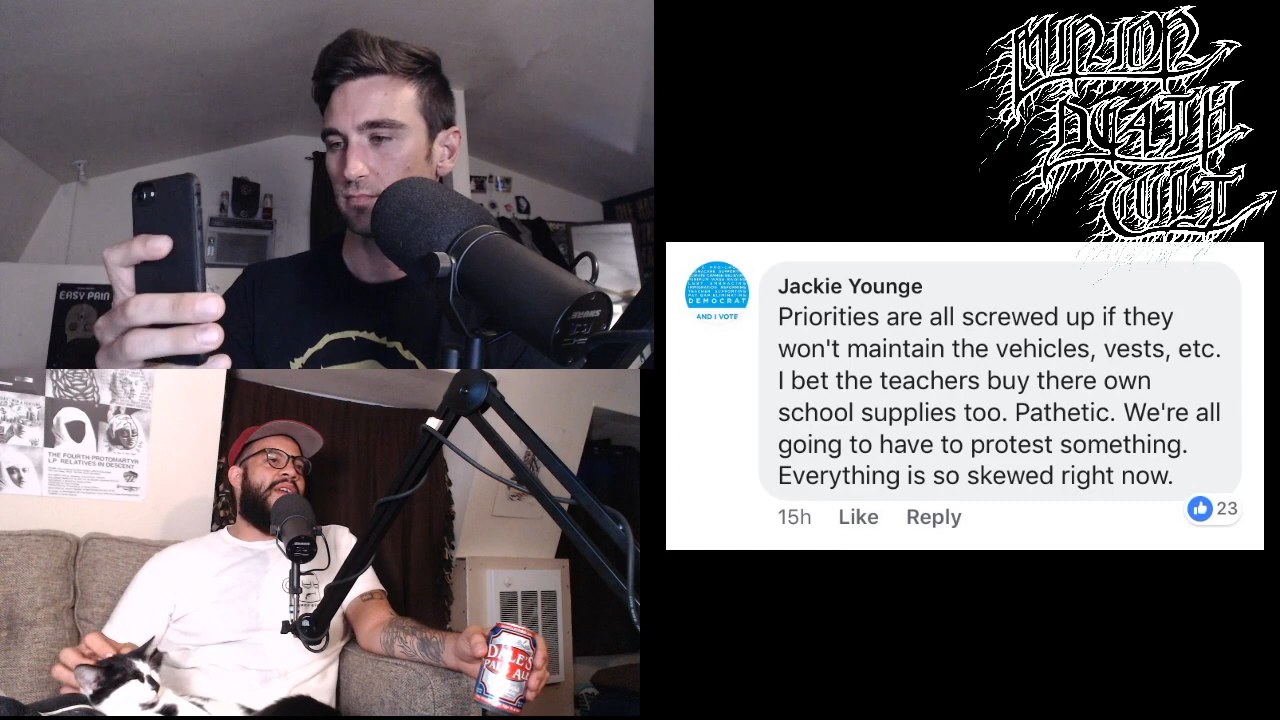 MINION
DEATH
CULT
EASY PAIN
SHURE
THE FOURTH PROTOMARTYR
LP RELATIVES IN DESCENT
DALE'S
PALE ALE
DEMOCRAT
AND I VOTE
Jackie Younge
Priorities are all screwed up if they
won't maintain the vehicles, vests, etc.
I bet the teachers buy there own
school supplies too. Pathetic. We're all
going to have to protest something.
Everything is so skewed right now.
15h Like Reply
23